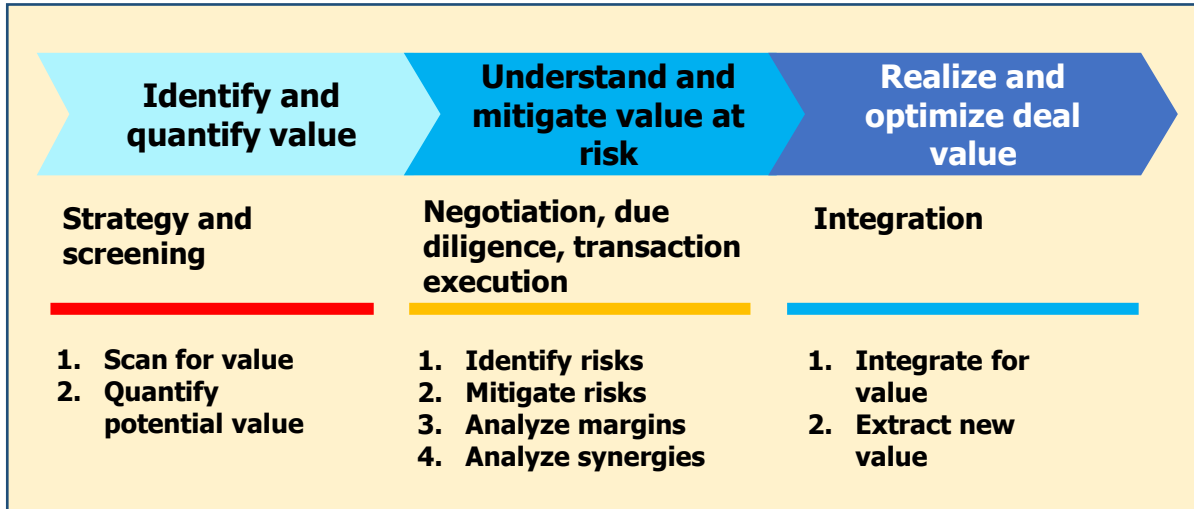 Identify and
quantify value
Understand and
mitigate value at
risk
Realize and
optimize deal
value
Strategy and
screening
Negotiation, due
diligence, transaction
execution
Integration
1. Scan for value
2. Quantify
potential value
1. Identify risks
2. Mitigate risks
3. Analyze margins
4. Analyze synergies
1. Integrate for
value
2. Extract new
value